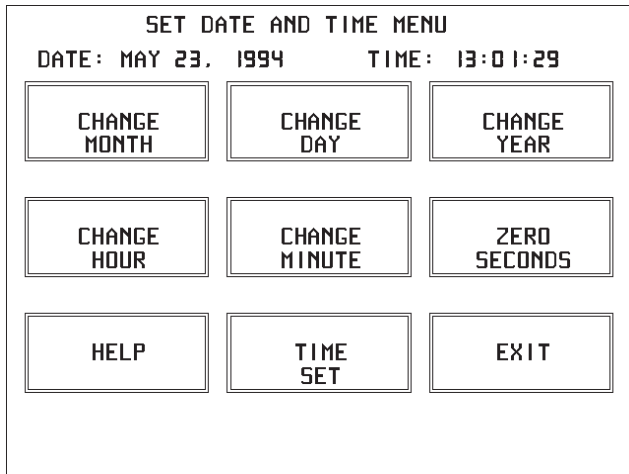 SET DATE AND TIME MENU
DATE: MAY 23, 1994 TIME: 13:01:29
CHANGE MONTH
CHANGE DAY
CHANGE YEAR
CHANGE HOUR
CHANGE MINUTE
ZERO SECONDS
HELP
TIME SET
EXIT